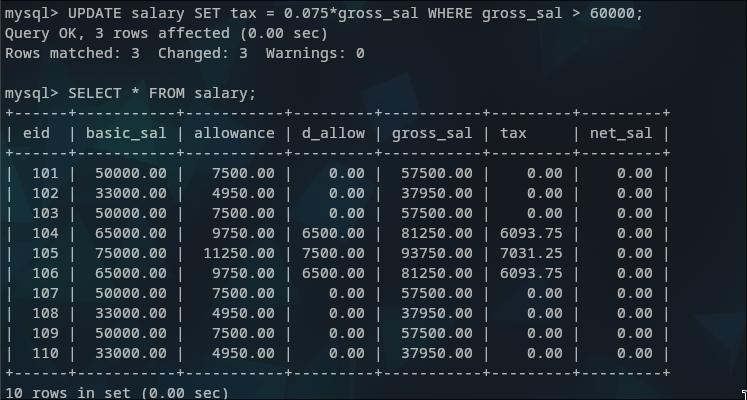 mysql> UPDATE salary SET tax = 0.075*gross_sal WHERE gross_sal > 60000;
Query OK, 3 rows affected (0.00 sec)
Rows matched: 3  Changed: 3  Warnings: 0

mysql> SELECT * FROM salary;
+------+-----------+-----------+---------+-----------+---------+---------+
| eid  | basic_sal | allowance | d_allow | gross_sal | tax     | net_sal |
+------+-----------+-----------+---------+-----------+---------+---------+
|  101 |  50000.00 |   7500.00 |    0.00 |  57500.00 |    0.00 |    0.00 |
|  102 |  33000.00 |   4950.00 |    0.00 |  37950.00 |    0.00 |    0.00 |
|  103 |  50000.00 |   7500.00 |    0.00 |  57500.00 |    0.00 |    0.00 |
|  104 |  65000.00 |   9750.00 | 6500.00 |  81250.00 | 6093.75 |    0.00 |
|  105 |  75000.00 |  11250.00 | 7500.00 |  93750.00 | 7031.25 |    0.00 |
|  106 |  65000.00 |   9750.00 | 6500.00 |  81250.00 | 6093.75 |    0.00 |
|  107 |  50000.00 |   7500.00 |    0.00 |  57500.00 |    0.00 |    0.00 |
|  108 |  33000.00 |   4950.00 |    0.00 |  37950.00 |    0.00 |    0.00 |
|  109 |  50000.00 |   7500.00 |    0.00 |  57500.00 |    0.00 |    0.00 |
|  110 |  33000.00 |   4950.00 |    0.00 |  37950.00 |    0.00 |    0.00 |
+------+-----------+-----------+---------+-----------+---------+---------+
10 rows in set (0.00 sec)